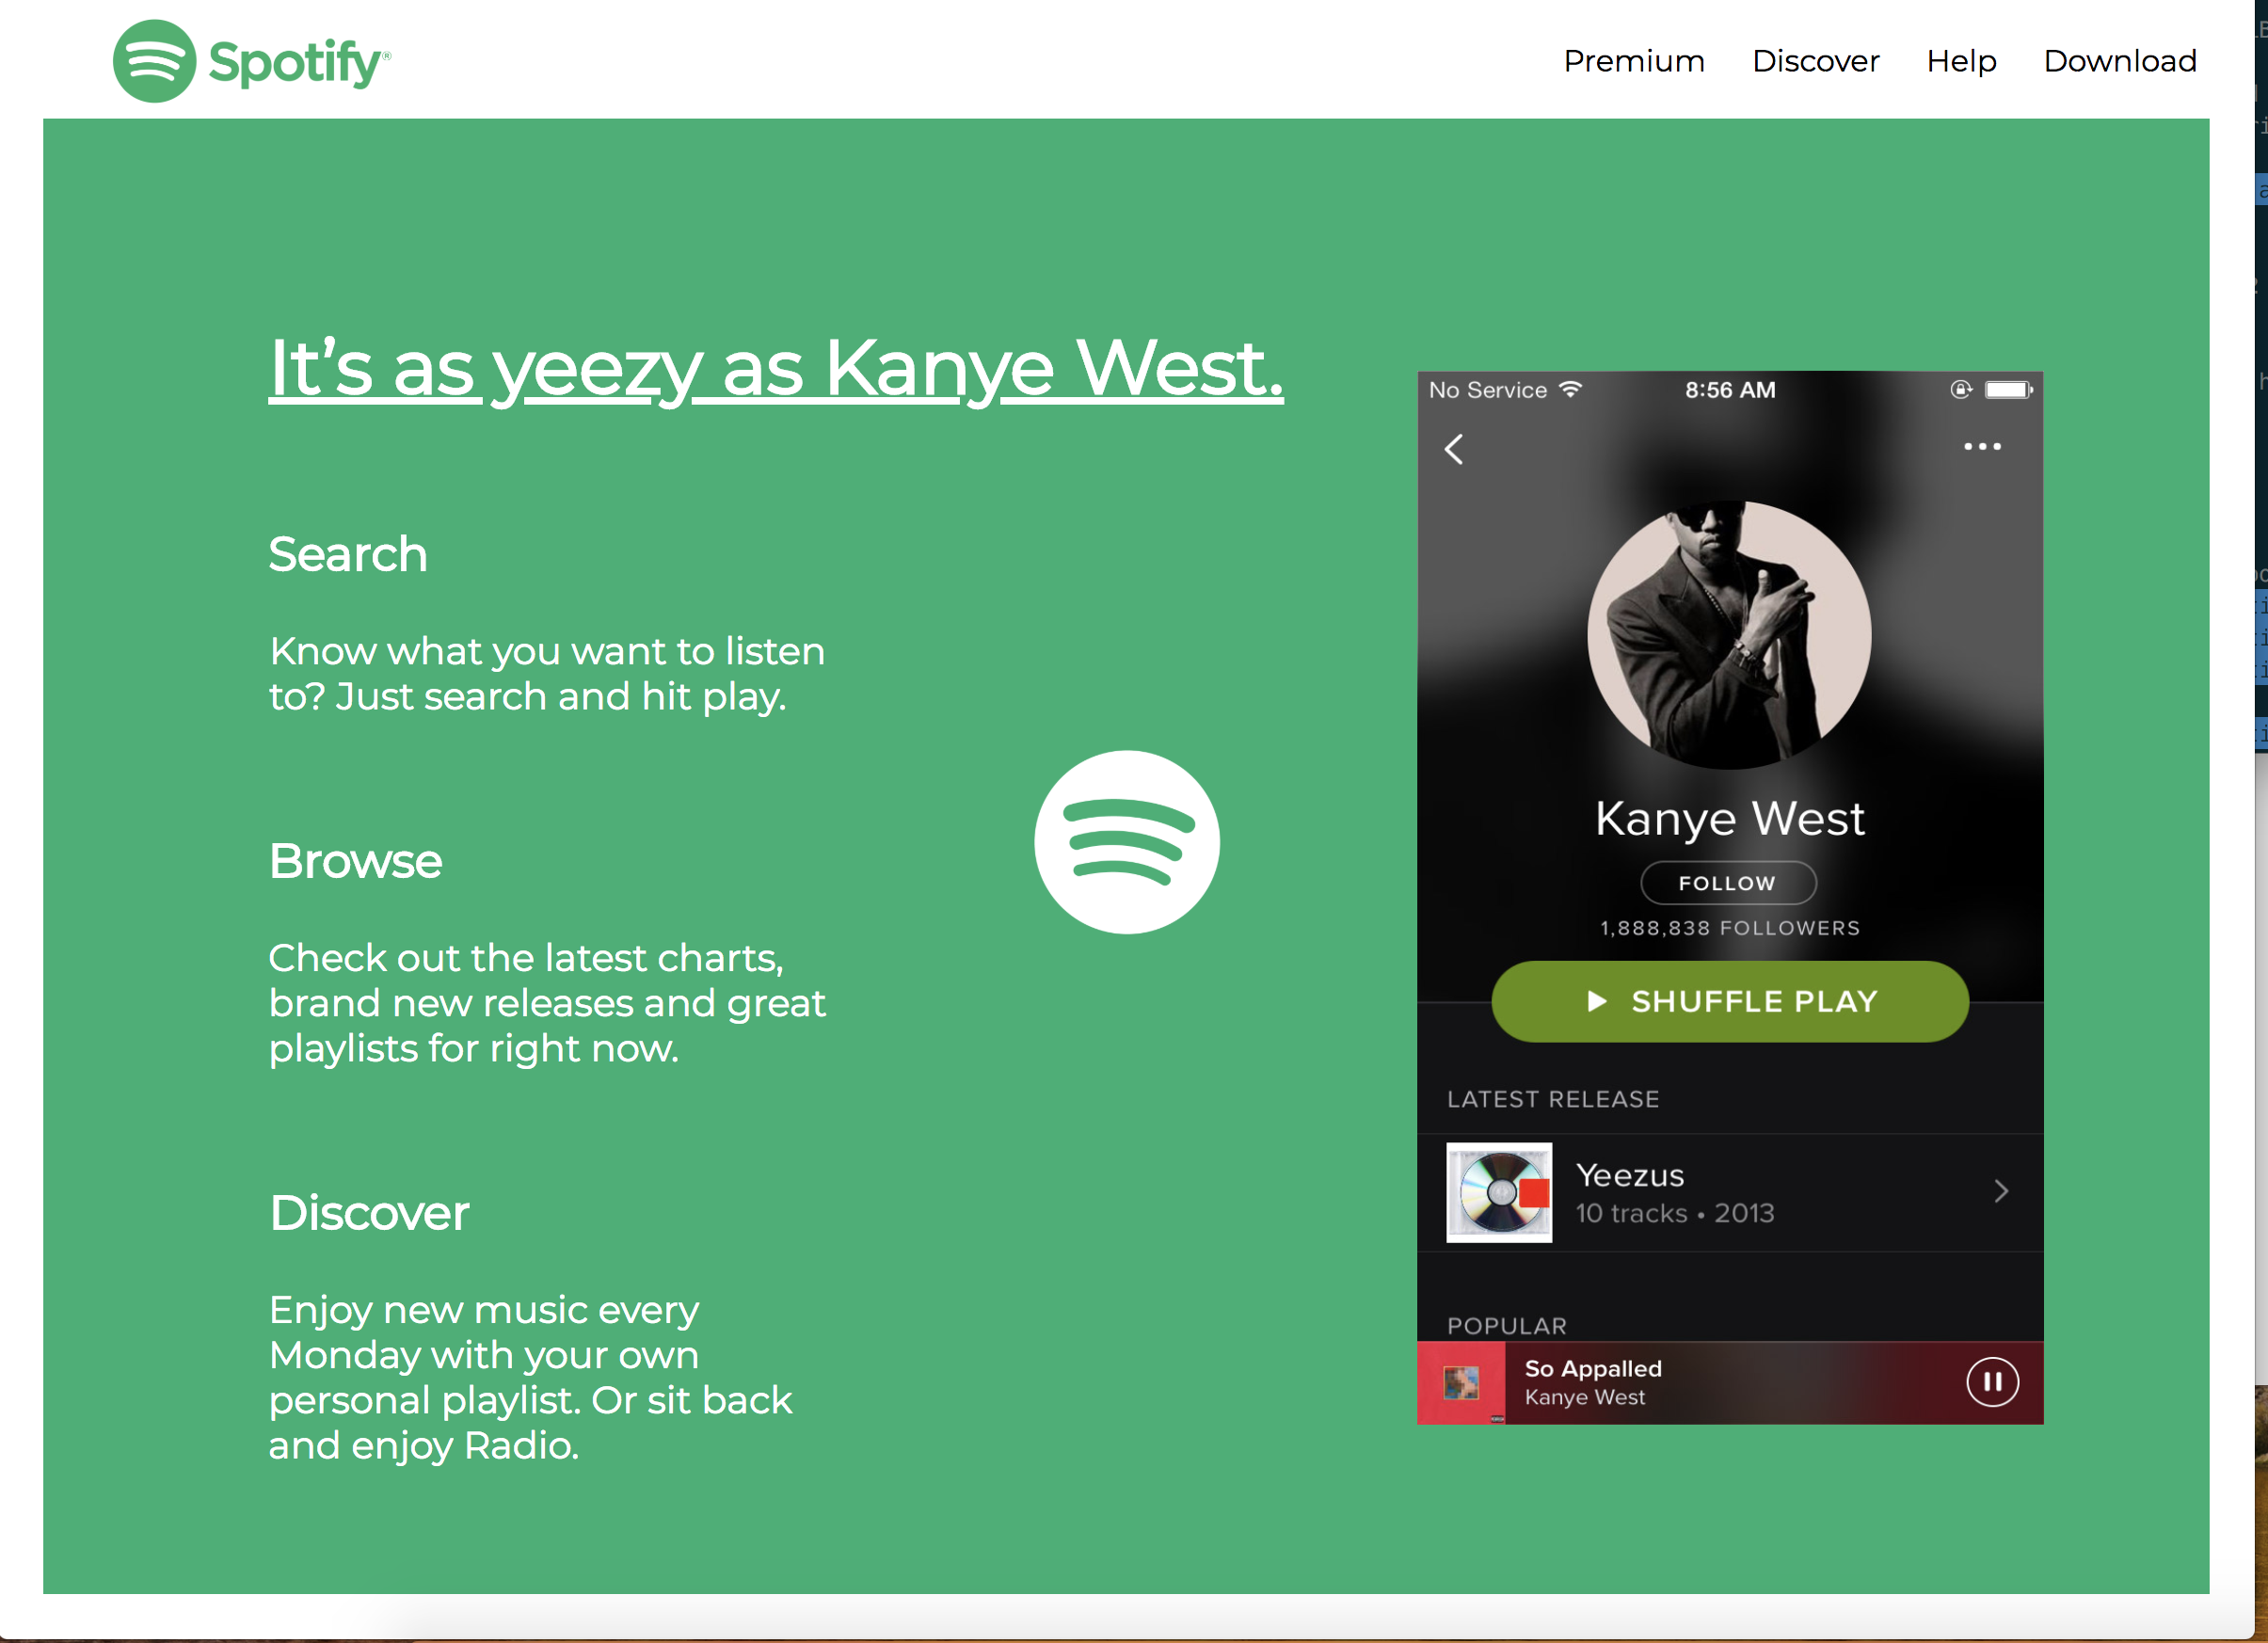 Spotify®
Premium Discover Help Download
It’s as yeezy as Kanye West.
Search
Know what you want to listen
to? Just search and hit play.
Browse
Check out the latest charts,
brand new releases and great
playlists for right now.
Discover
Enjoy new music every
Monday with your own
personal playlist. Or sit back
and enjoy Radio.
No Service 8:56 AM
Kanye West
FOLLOW
1,888,838 FOLLOWERS
SHUFFLE PLAY
LATEST RELEASE
Yeezus
10 tracks • 2013
POPULAR
So Appalled
Kanye West